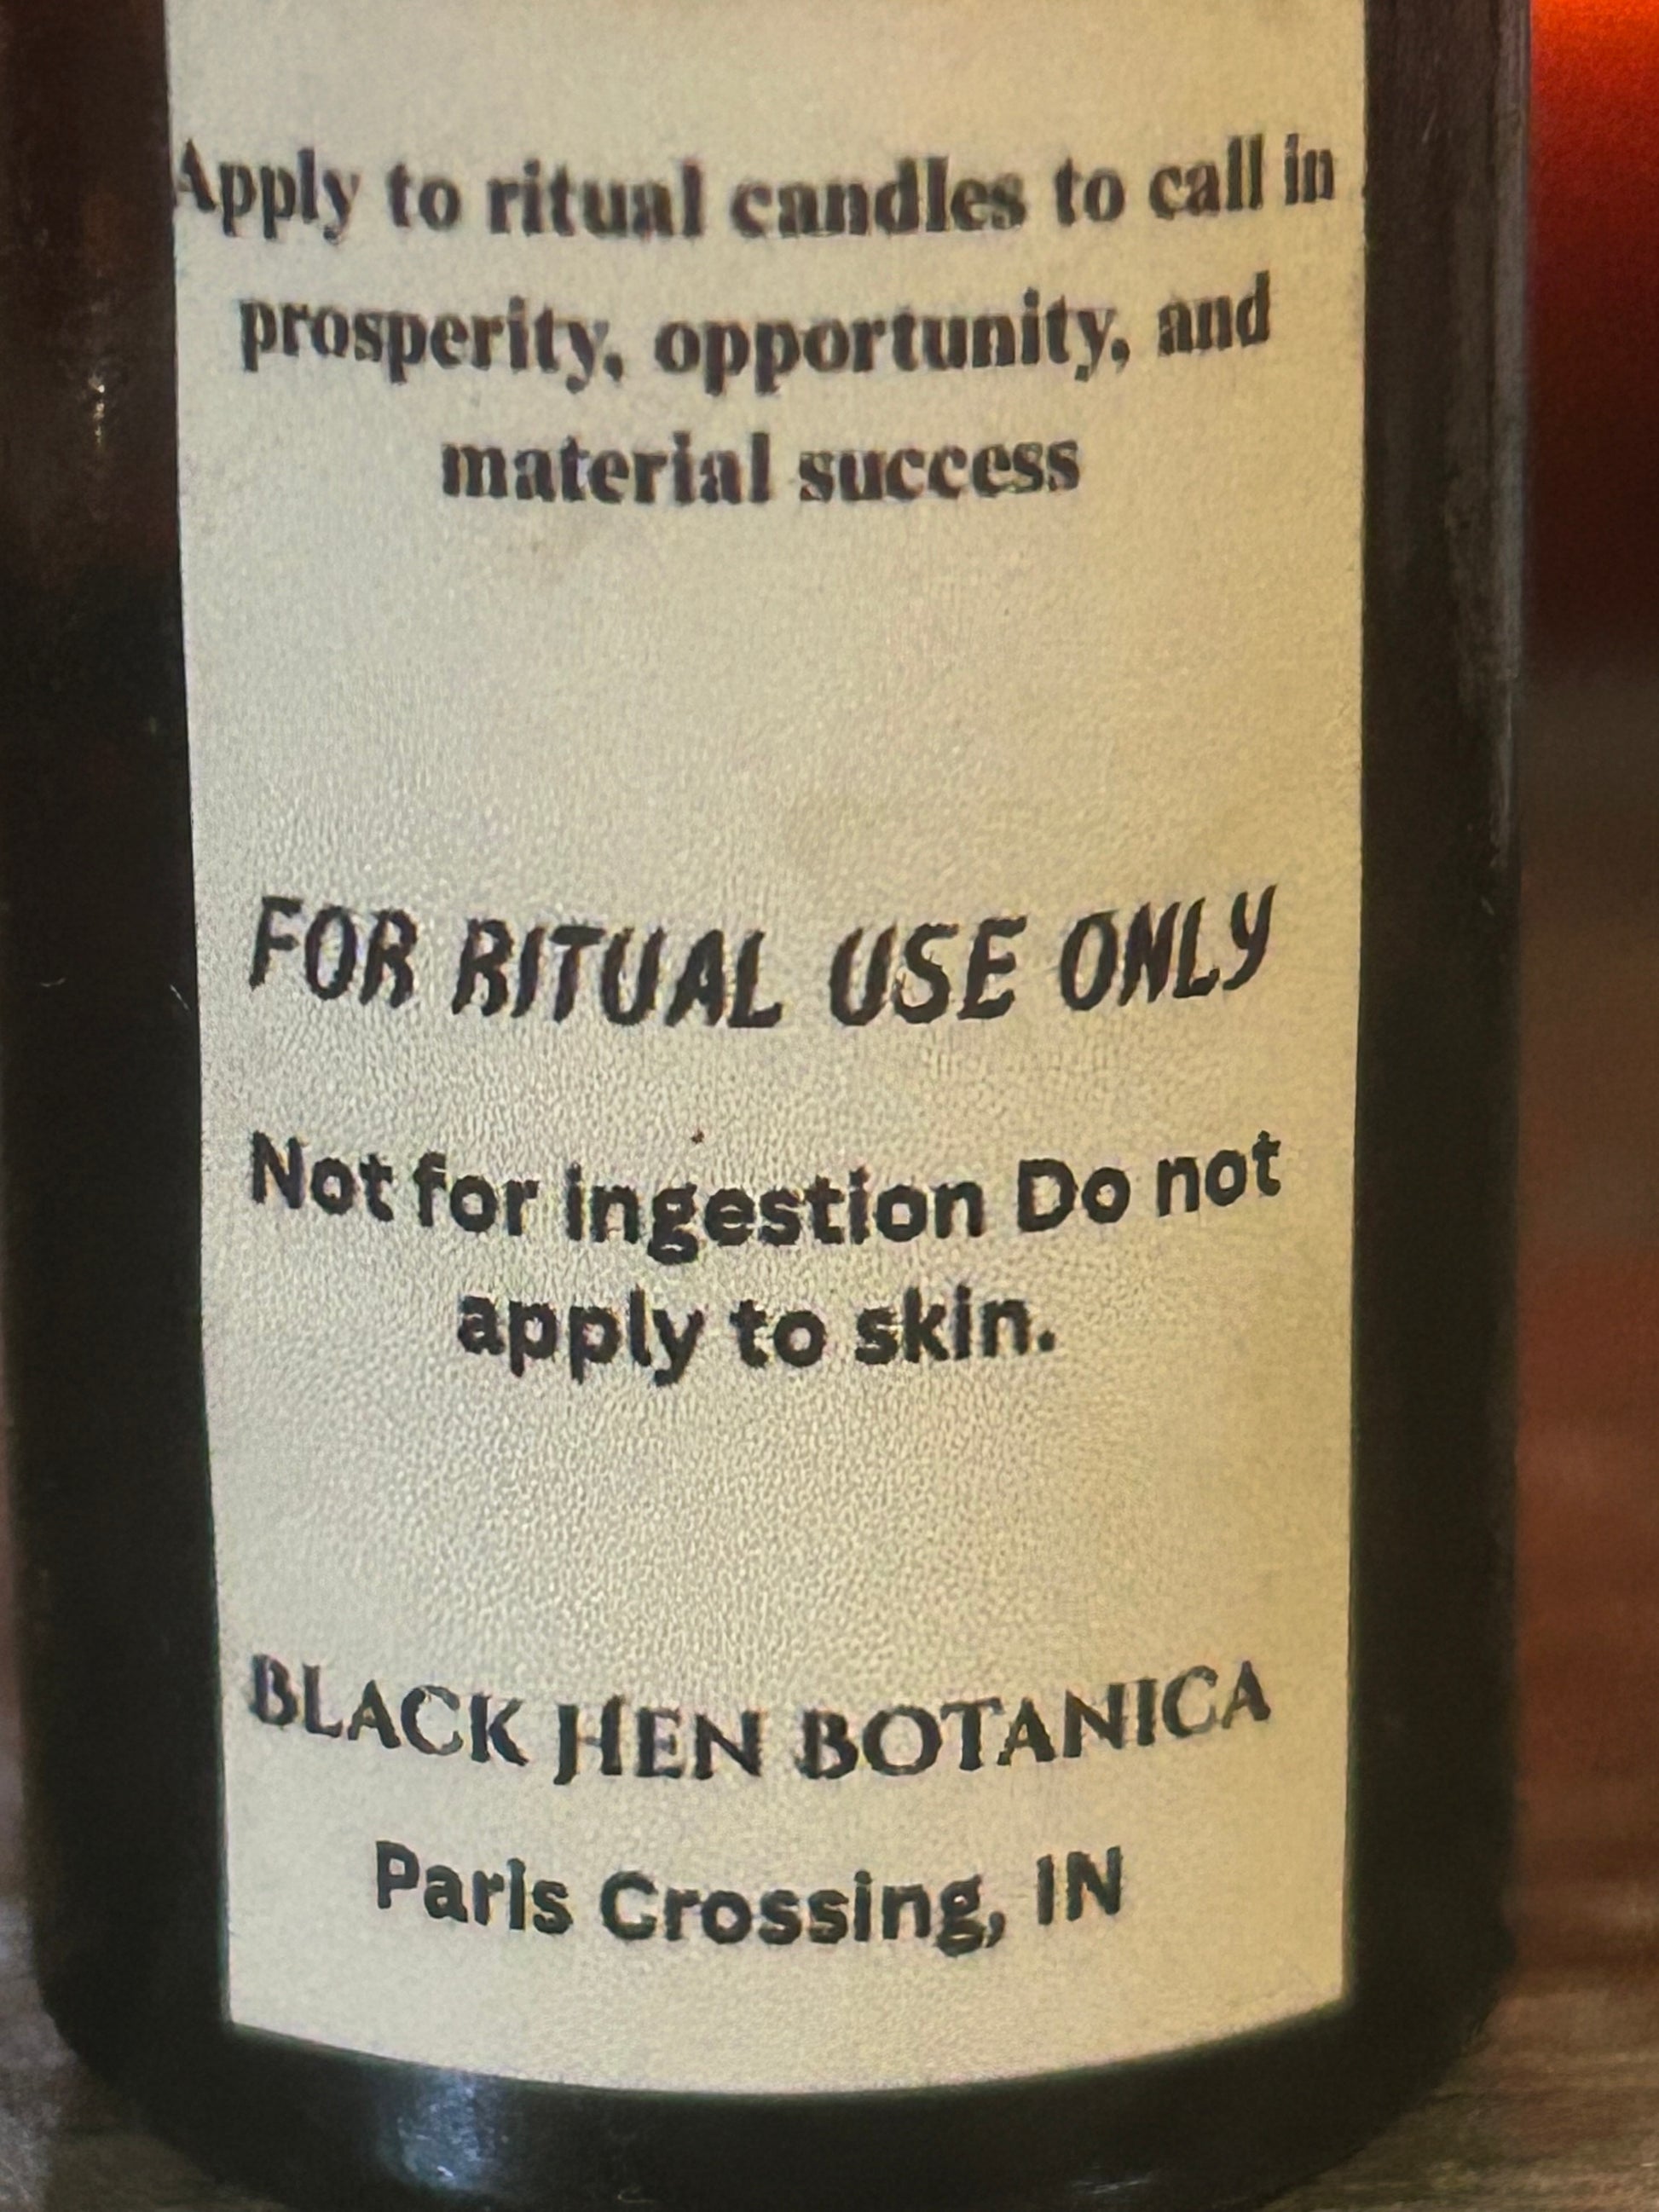 Apply to ritual candles to call in
prosperity, opportunity, and
material success
FOR RITUAL USE ONLY
Not for ingestion Do not
apply to skin.
BLACK HEN BOTANICA
Paris Crossing, IN